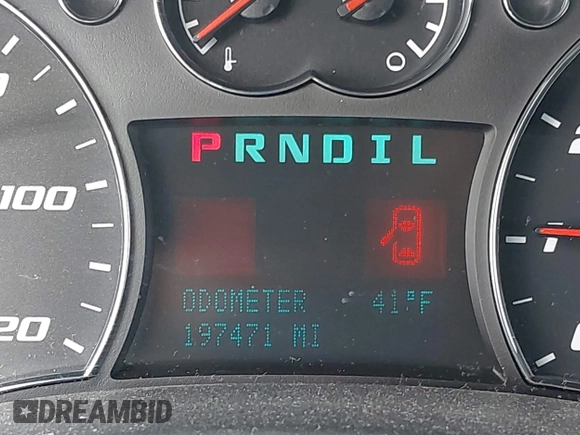 PRNDIL
100
20
ODOMETER 41°F
197471 MI
DREAMBID